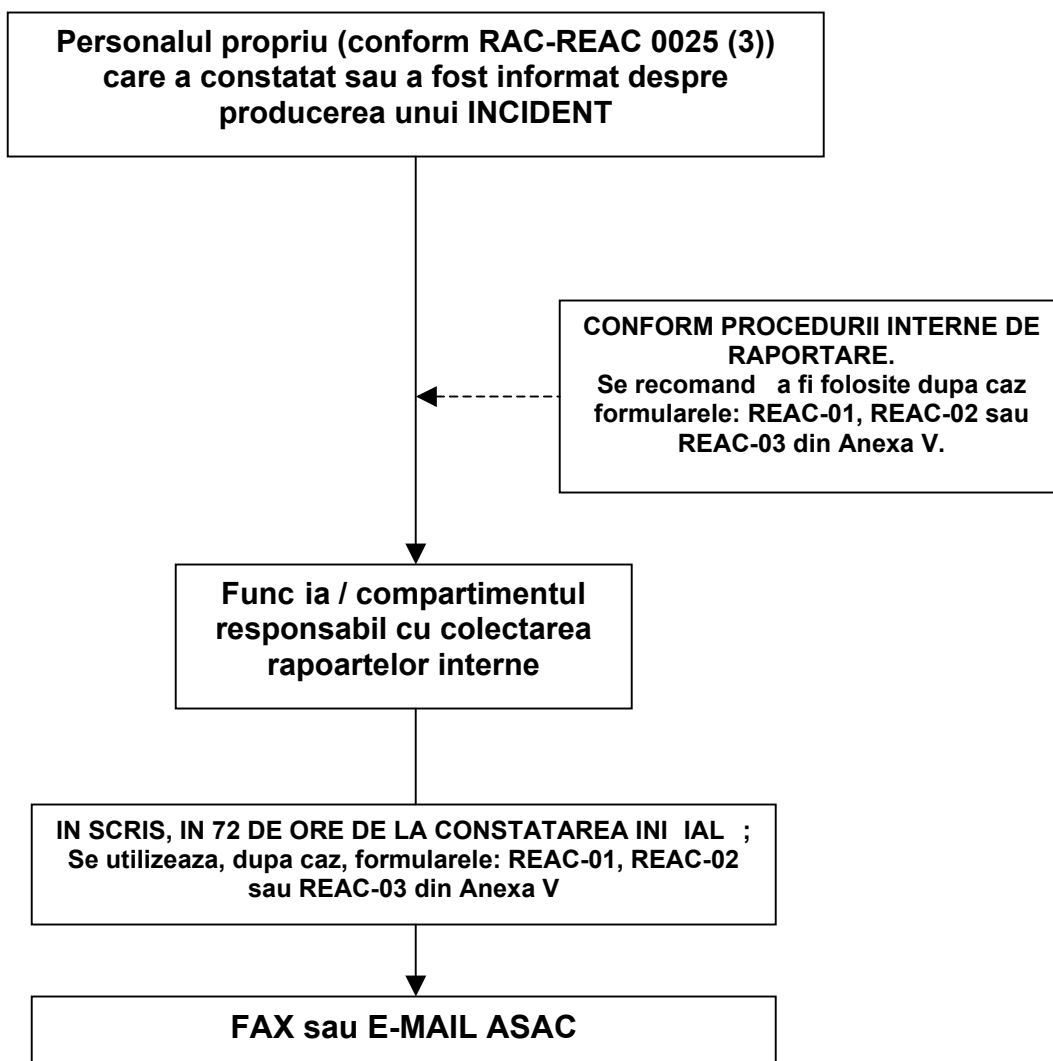 Personalul propriu (conform RAC-REAC 0025 (3))
care a constatat sau a fost informat despre
producerea unui INCIDENT
CONFORM PROCEDURII INTERNE DE
RAPORTARE.
Se recomand a fi folosite dupa caz
formularele: REAC-01, REAC-02 sau
REAC-03 din Anexa V.
Func ia / compartimentul
responsabil cu colectarea
rapoartelor interne
IN SCRIS, IN 72 DE ORE DE LA CONSTATAREA INI IAL ;
Se utilizeaza, dupa caz, formularele: REAC-01, REAC-02
sau REAC-03 din Anexa V
FAX sau E-MAIL ASAC